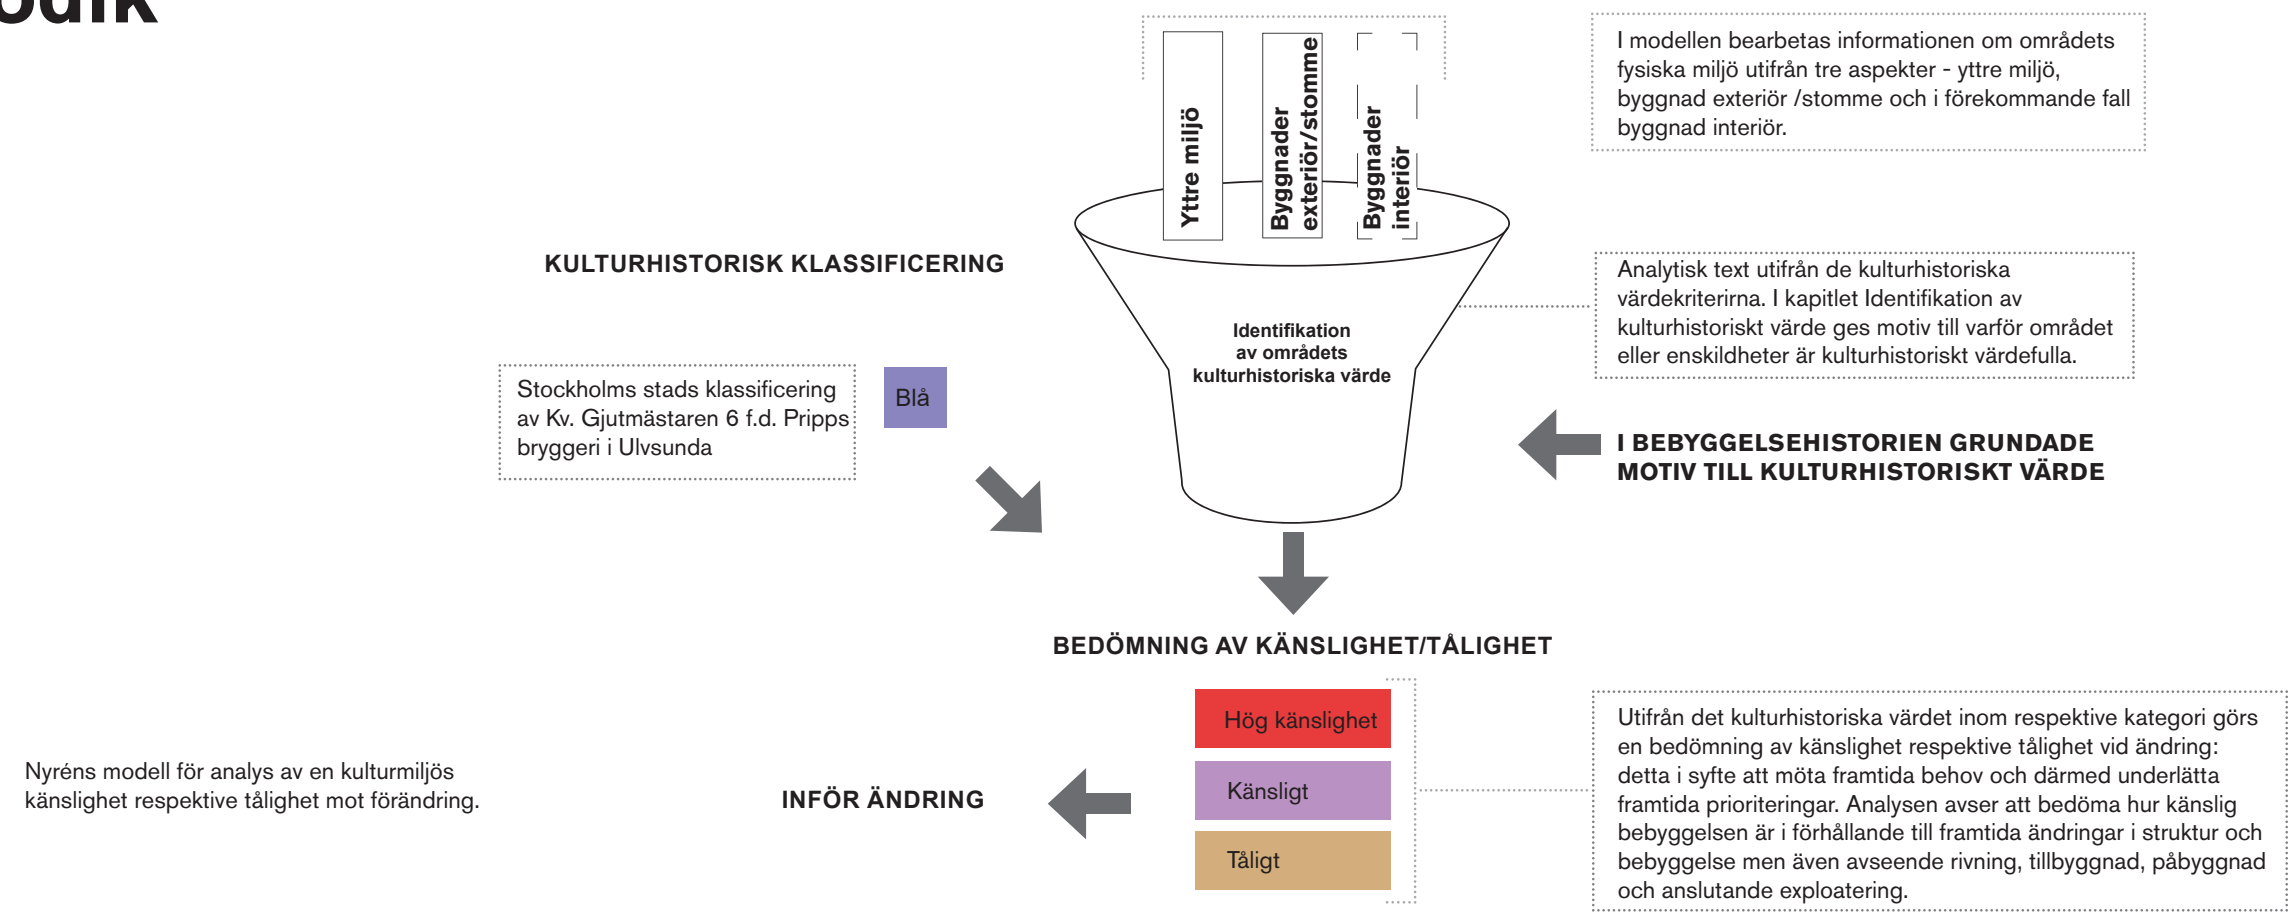 odik
Yttre miljö
Byggnader
exteriör/stomme
Byggnader
interiör
I modellen bearbetas informationen om områdets
fysiska miljö utifrån tre aspekter - yttre miljö,
byggnad exteriör /stomme och i förekommande fall
byggnad interiör.
KULTURHISTORISK KLASSIFICERING
Identifikation
av områdets
kulturhistoriska värde
Analytisk text utifrån de kulturhistoriska
värdekriterirna. I kapitlet Identifikation av
kulturhistoriskt värde ges motiv till varför området
eller enskildheter är kulturhistoriskt värdefulla.
Stockholms stads klassificering
av Kv. Gjutmästaren 6 f.d. Pripps
bryggeri i Ulvsunda
Blå
I BEBYGGELSEHISTORIEN GRUNDADE
MOTIV TILL KULTURHISTORISKT VÄRDE
BEDÖMNING AV KÄNSLIGHET/TÅLIGHET
Hög känslighet
Känsligt
Tåligt
Utifrån det kulturhistoriska värdet inom respektive kategori görs
en bedömning av känslighet respektive tålighet vid ändring:
detta i syfte att möta framtida behov och därmed underlätta
framtida prioriteringar. Analysen avser att bedöma hur känslig
bebyggelsen är i förhållande till framtida ändringar i struktur och
bebyggelse men även avseende rivning, tillbyggnad, påbyggnad
och anslutande exploatering.
INFÖR ÄNDRING
Nyréns modell för analys av en kulturmiljös
känslighet respektive tålighet mot förändring.